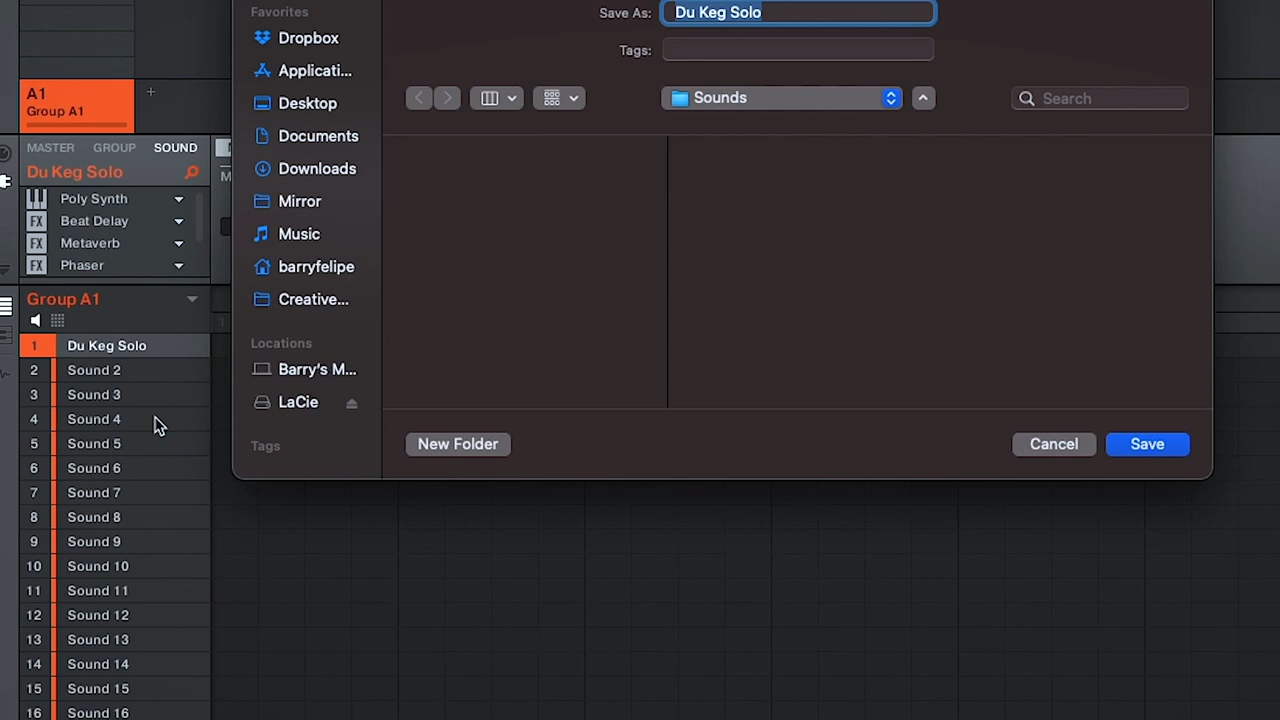 Favorites
Dropbox
Applicati...
Desktop
Documents
Downloads
Mirror
Music
barryfelipe
Creative...
Locations
Barry's M...
LaCie
Tags
Save As: Du Keg Solo
Tags:
Sounds
Search
New Folder
Cancel
Save
A1
Group A1
+
MASTER GROUP SOUND
Du Keg Solo
Poly Synth
FX Beat Delay
FX Metaverb
FX Phaser
M
Group A1
1 Du Keg Solo
2 Sound 2
3 Sound 3
4 Sound 4
5 Sound 5
6 Sound 6
7 Sound 7
8 Sound 8
9 Sound 9
10 Sound 10
11 Sound 11
12 Sound 12
13 Sound 13
14 Sound 14
15 Sound 15
16 Sound 16